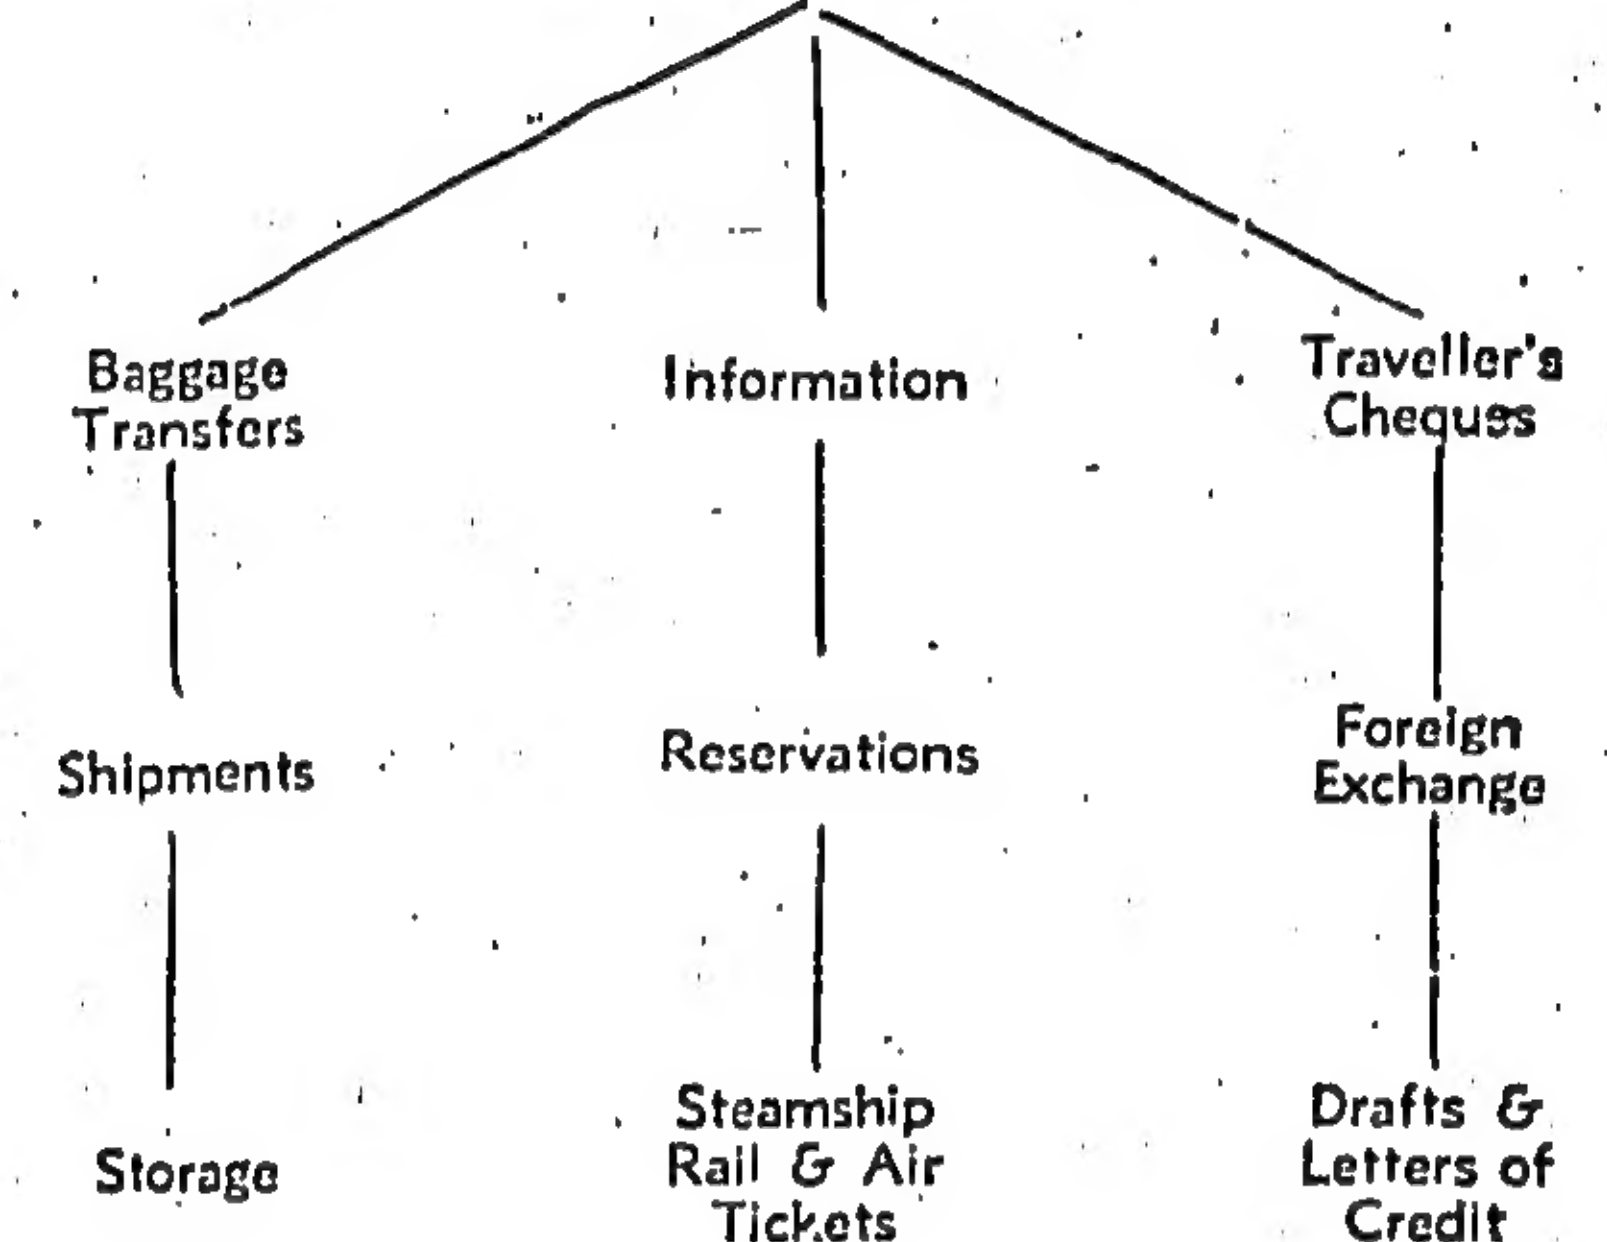 Baggage
Transfers
Information
Traveller's
Cheques
Shipments
Reservations
Foreign
Exchange
Storage
Steamship
Rail & Air
Tickets
Drafts &
Letters of
Credit